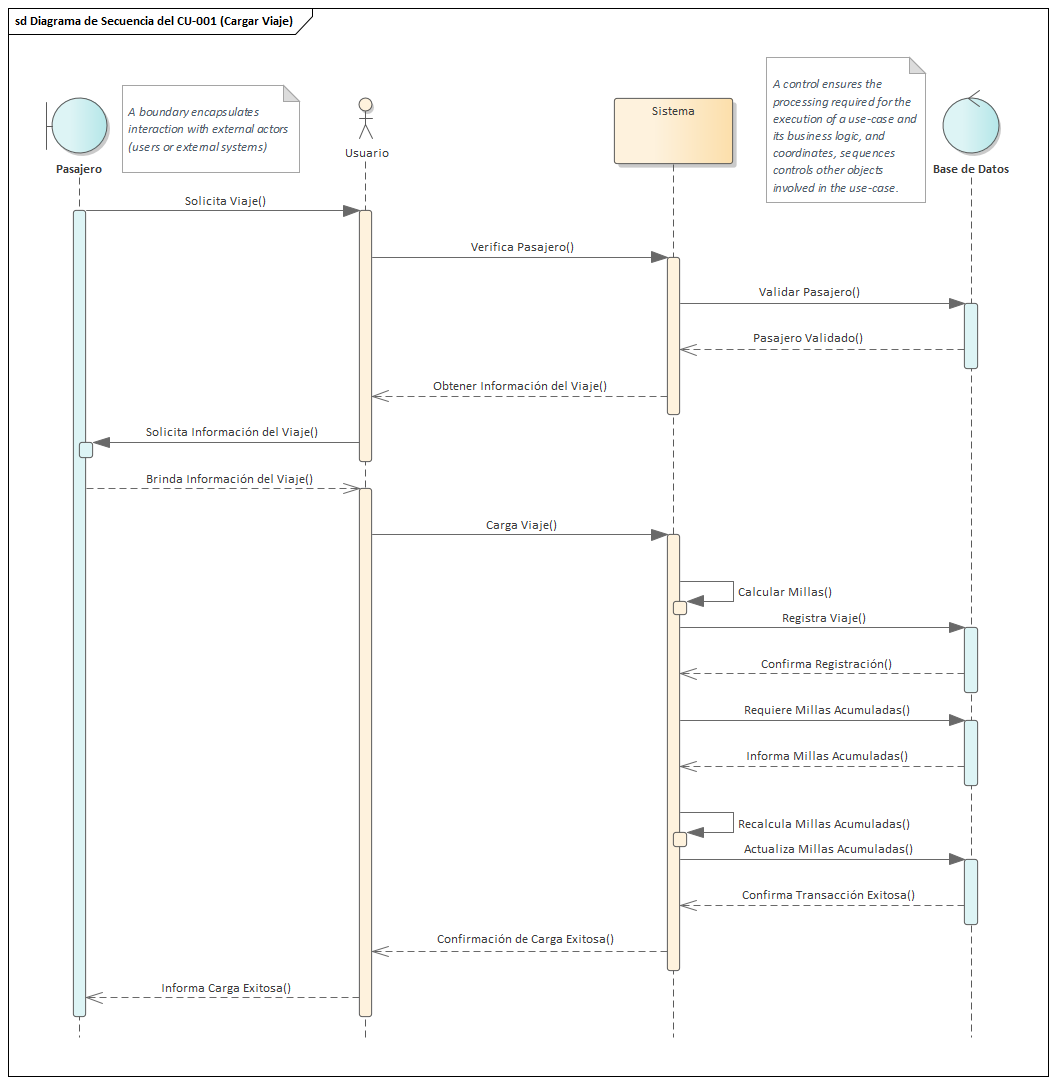 sd Diagrama de Secuencia del CU-001 (Cargar Viaje)
A boundary encapsulates
interaction with external actors
(users or external systems)
A control ensures the
processing required for the
execution of a use-case and
its business logic, and
coordinates, sequences
controls other objects
involved in the use-case.
Pasajero
Usuario
Sistema
Base de Datos
Solicita Viaje()
Verifica Pasajero()
Validar Pasajero()
Pasajero Validado()
Obtener Información del Viaje()
Solicita Información del Viaje()
Brinda Información del Viaje()
Carga Viaje()
Calcular Millas()
Registra Viaje()
Confirma Registración()
Requiere Millas Acumuladas()
Informa Millas Acumuladas()
Recalcula Millas Acumuladas()
Actualiza Millas Acumuladas()
Confirma Transacción Exitosa()
Confirmación de Carga Exitosa()
Informa Carga Exitosa()